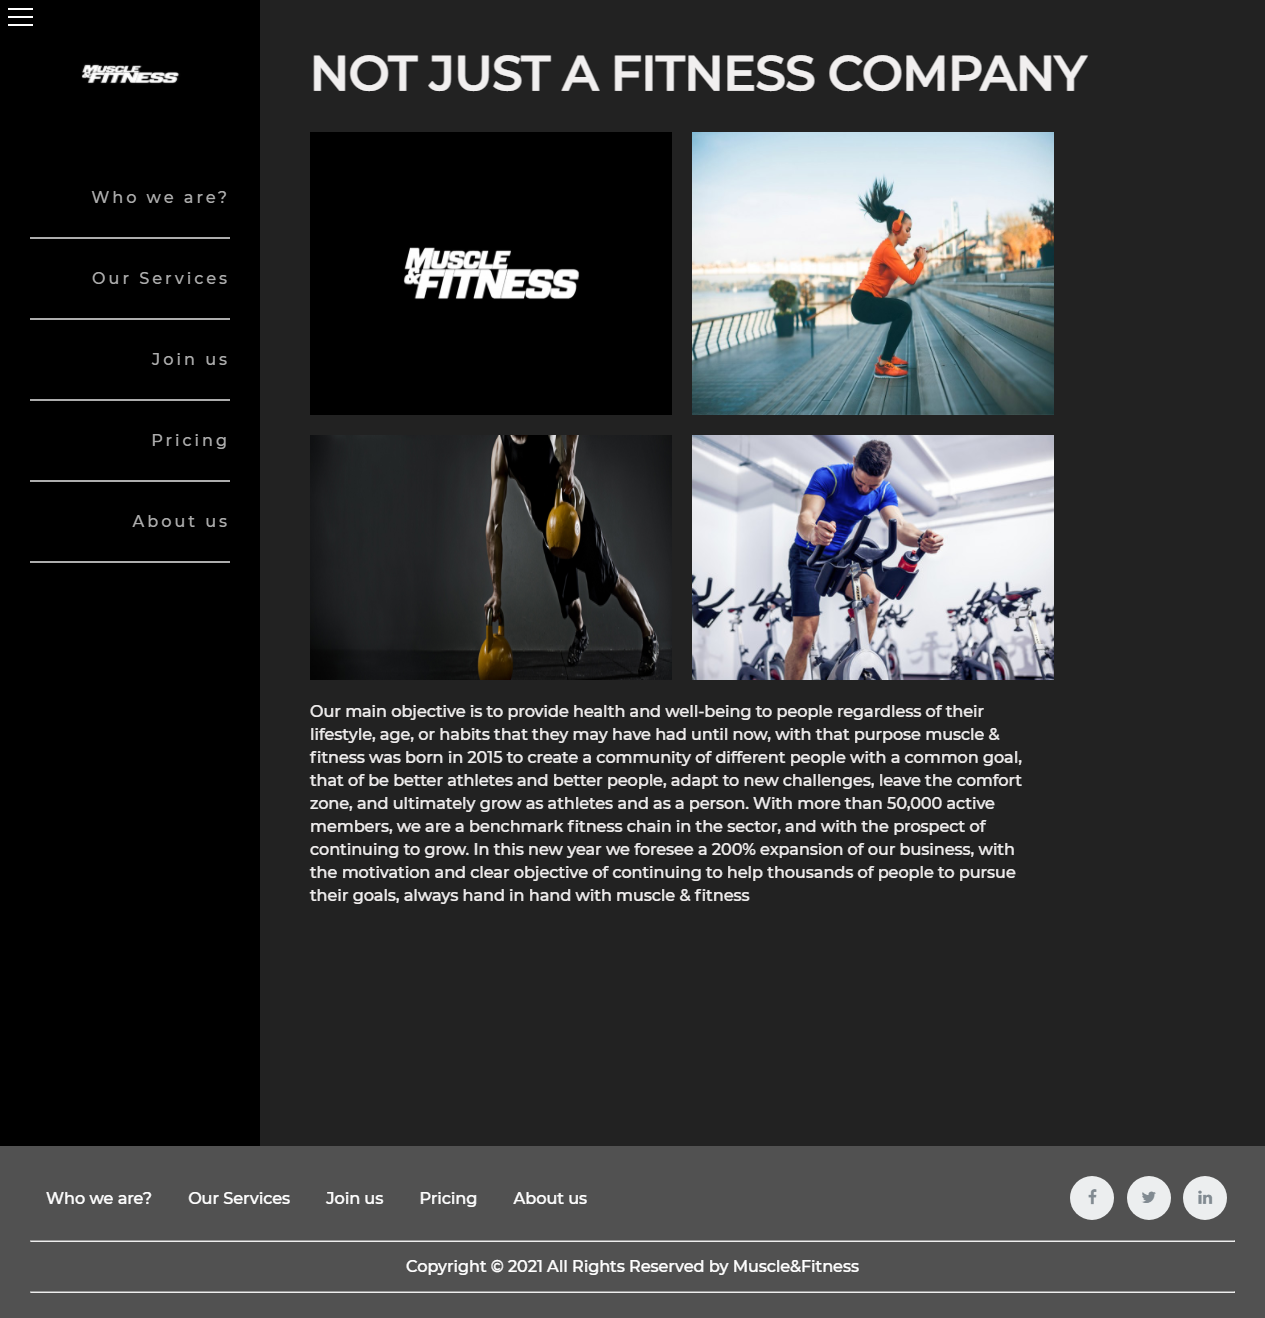 MUSCLE
&FITNESS
NOT JUST A FITNESS COMPANY
Who we are?
Our Services
Join us
Pricing
About us
MUSCLE
&FITNESS
Our main objective is to provide health and well-being to people regardless of their
lifestyle, age, or habits that they may have had until now, with that purpose muscle &
fitness was born in 2015 to create a community of different people with a common goal,
that of be better athletes and better people, adapt to new challenges, leave the comfort
zone, and ultimately grow as athletes and as a person. With more than 50,000 active
members, we are a benchmark fitness chain in the sector, and with the prospect of
continuing to grow. In this new year we foresee a 200% expansion of our business, with
the motivation and clear objective of continuing to help thousands of people to pursue
their goals, always hand in hand with muscle & fitness
Who we are? Our Services Join us Pricing About us
Copyright © 2021 All Rights Reserved by Muscle&Fitness